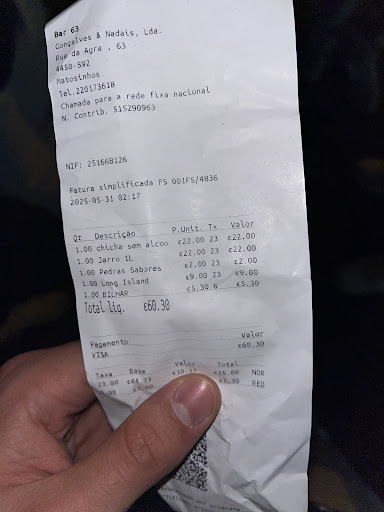 Bar 63
Gonçalves & Nadais, Lda.
Rua da Agra , 63
4450-592
Matosinhos
Tel.220173618
Chamada para a rede fixa nacional
N. Contrib. 515290963
NIF: 251668126
Fatura simplificada FS 001FS/4836
2025-05-31 02:17
Qt Descrição P.Unit. Tx Valor
1.00 chicha sem alcoo €22.00 23 €22.00
1.00 Jarro 1L €22.00 23 €22.00
1.00 Pedras Sabores €2.00 23 €2.00
1.00 Long Island €9.00 23 €9.00
1.00 BILHAR €5.30 6 €5.30
Total liq. €60.30
Pagamento Valor
VISA €60.30
Taxa Base Valor Total
23.00 €44.73 €10.27 €55.00 NOR
RED